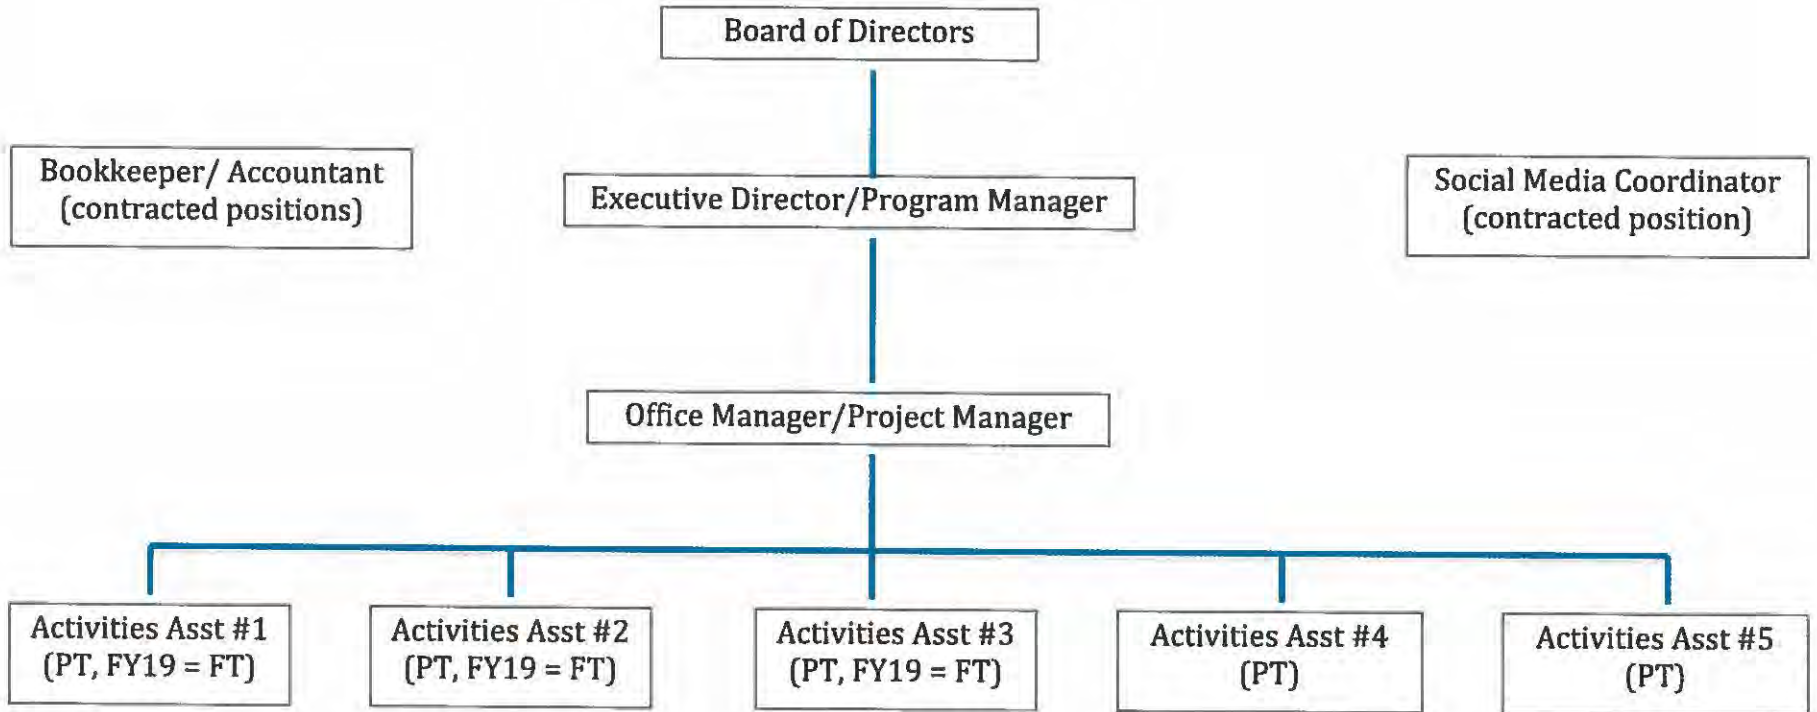 Board of Directors
Bookkeeper/ Accountant
(contracted positions)
Executive Director/Program Manager
Social Media Coordinator
(contracted position)
Office Manager/Project Manager
Activities Asst #1
(PT, FY19 = FT)
Activities Asst #2
(PT, FY19 = FT)
Activities Asst #3
(PT, FY19 = FT)
Activities Asst #4
(PT)
Activities Asst #5
(PT)